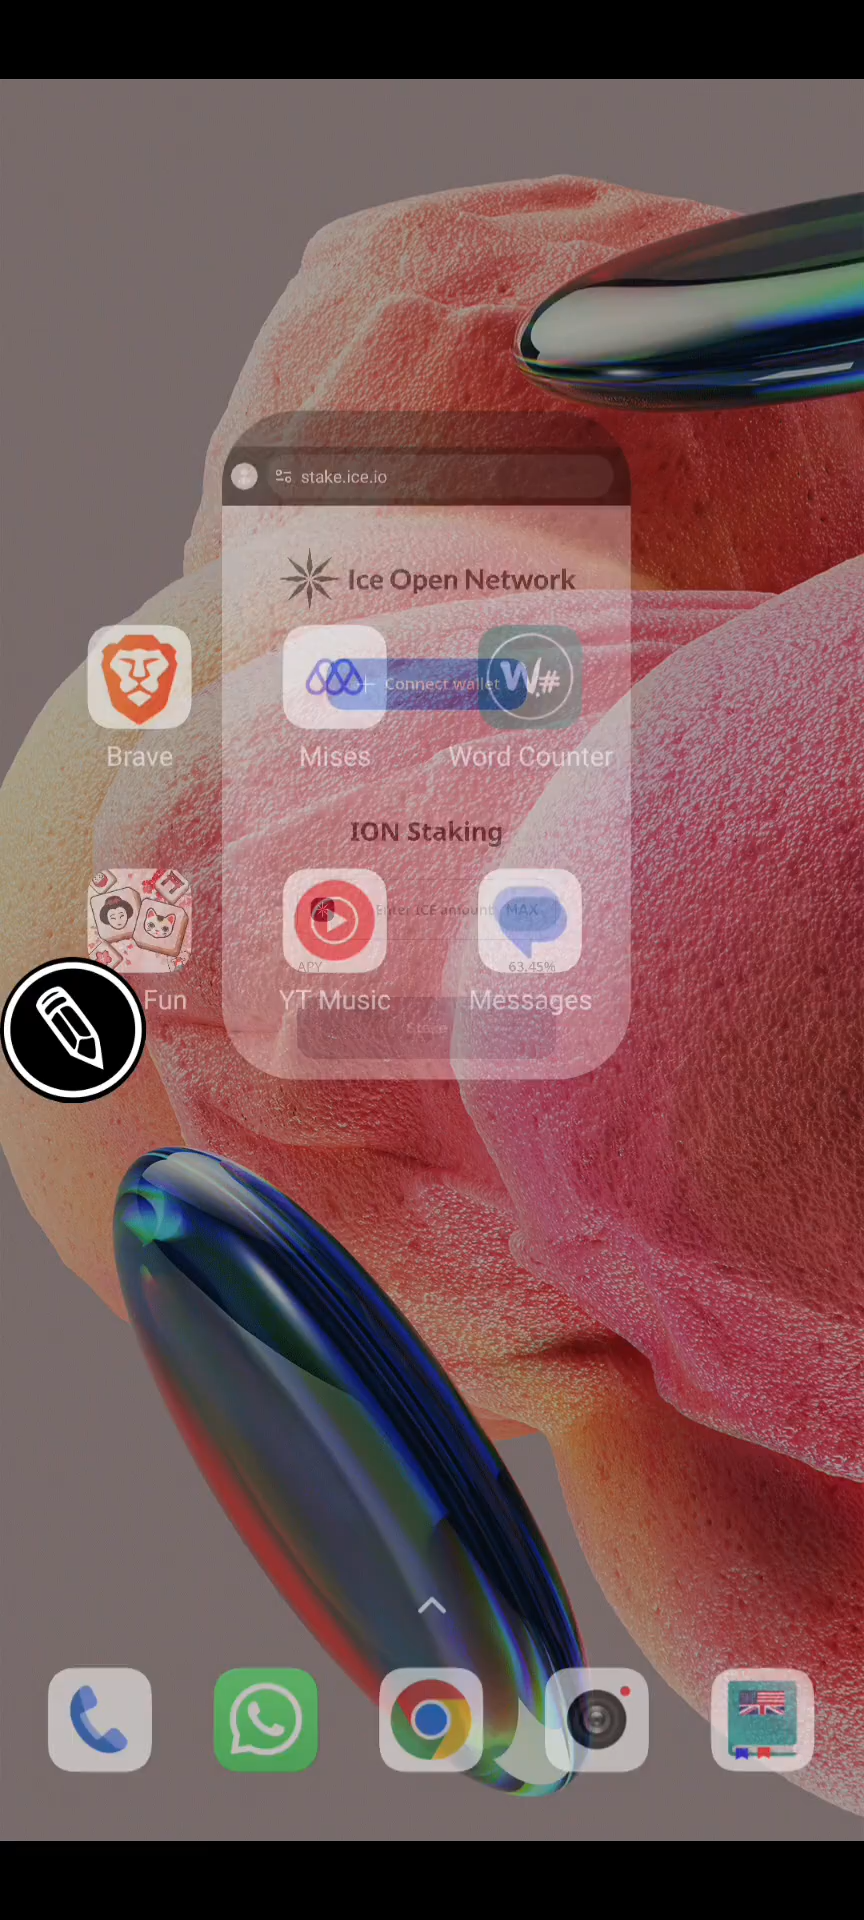 stake.ice.io
Ice Open Network
Connect wallet
W.#
Brave
Mises
Word Counter
ION Staking
Enter ICE amount
MAX
APY
63.45%
Stake
Fun
YT Music
Messages